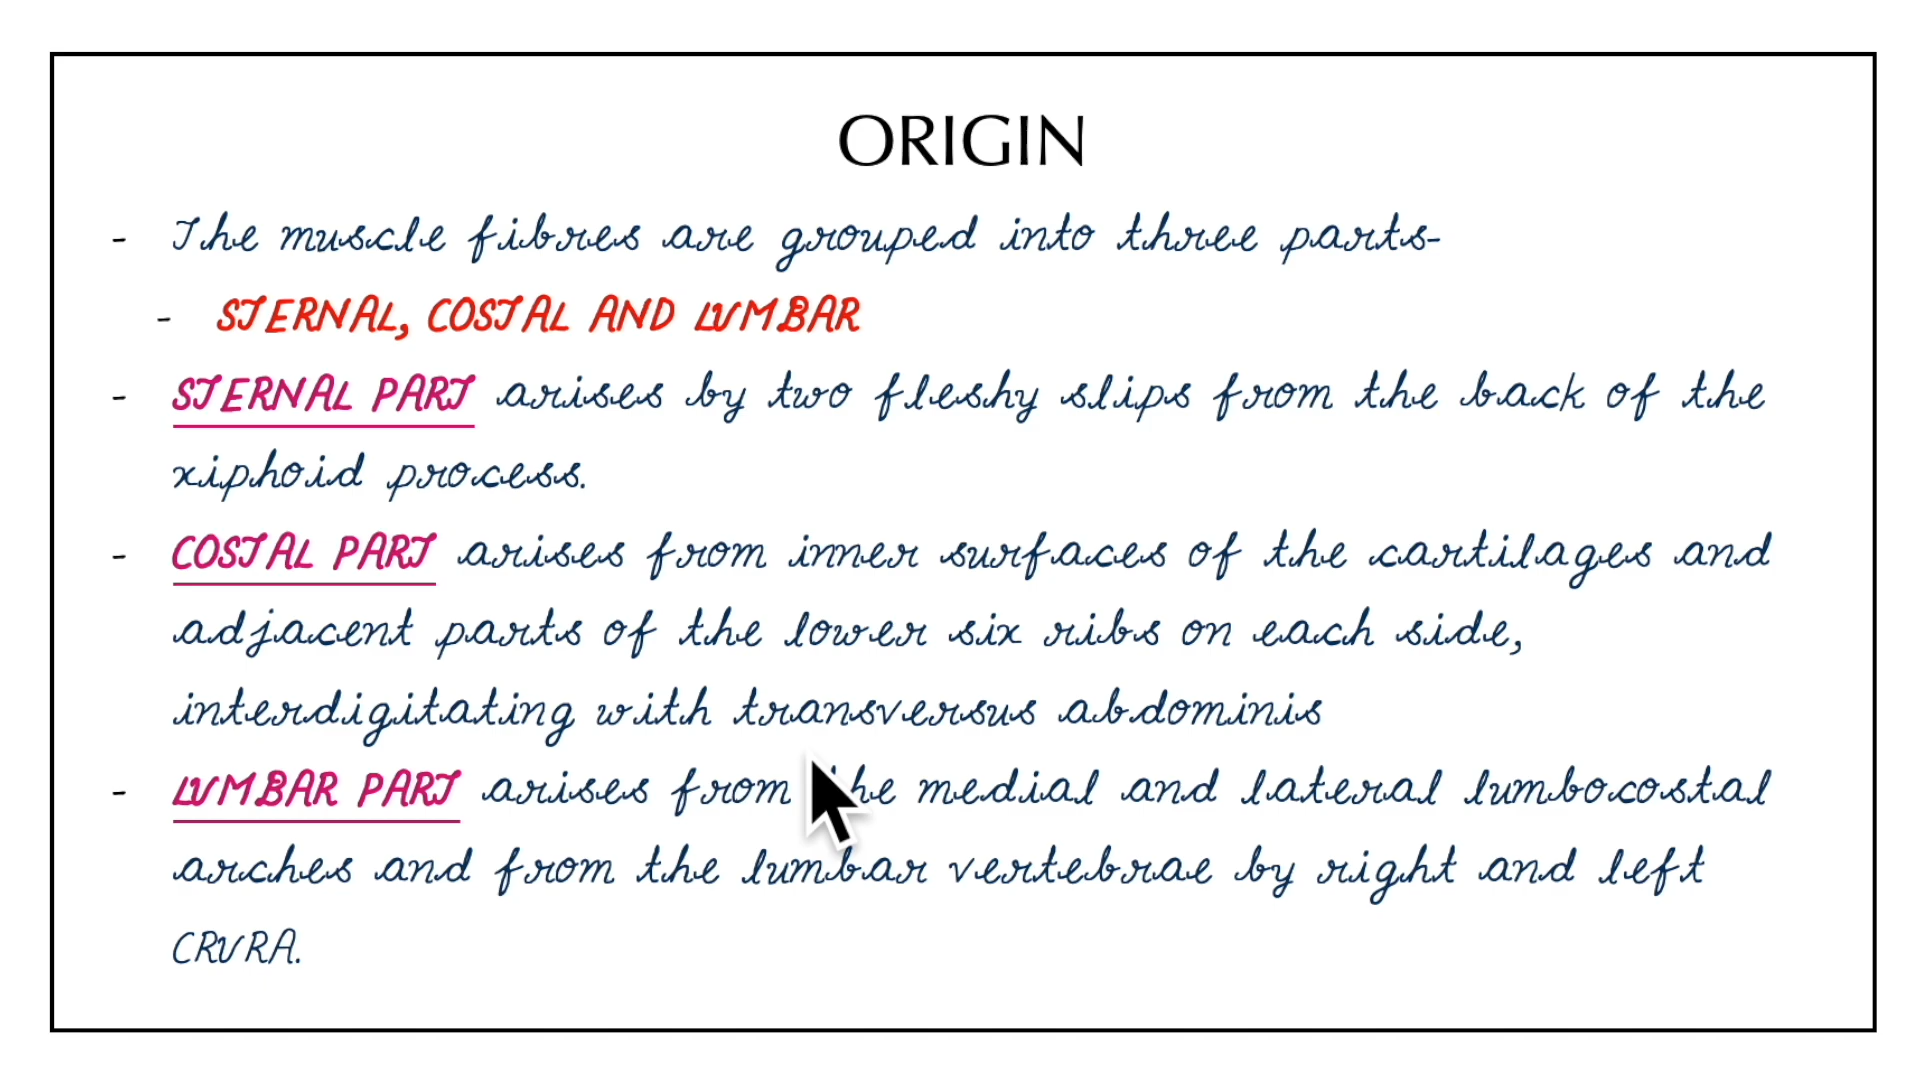 ORIGIN
- The muscle fibres are grouped into three parts-
- STERNAL, COSTAL AND LUMBAR
- STERNAL PART arises by two fleshy slips from the back of the
xiphoid process.
- COSTAL PART arises from inner surfaces of the cartilages and
adjacent parts of the lower six ribs on each side,
interdigitating with transversus abdominis
- LUMBAR PART arises from the medial and lateral lumbocostal
arches and from the lumbar vertebrae by right and left
CRURA.